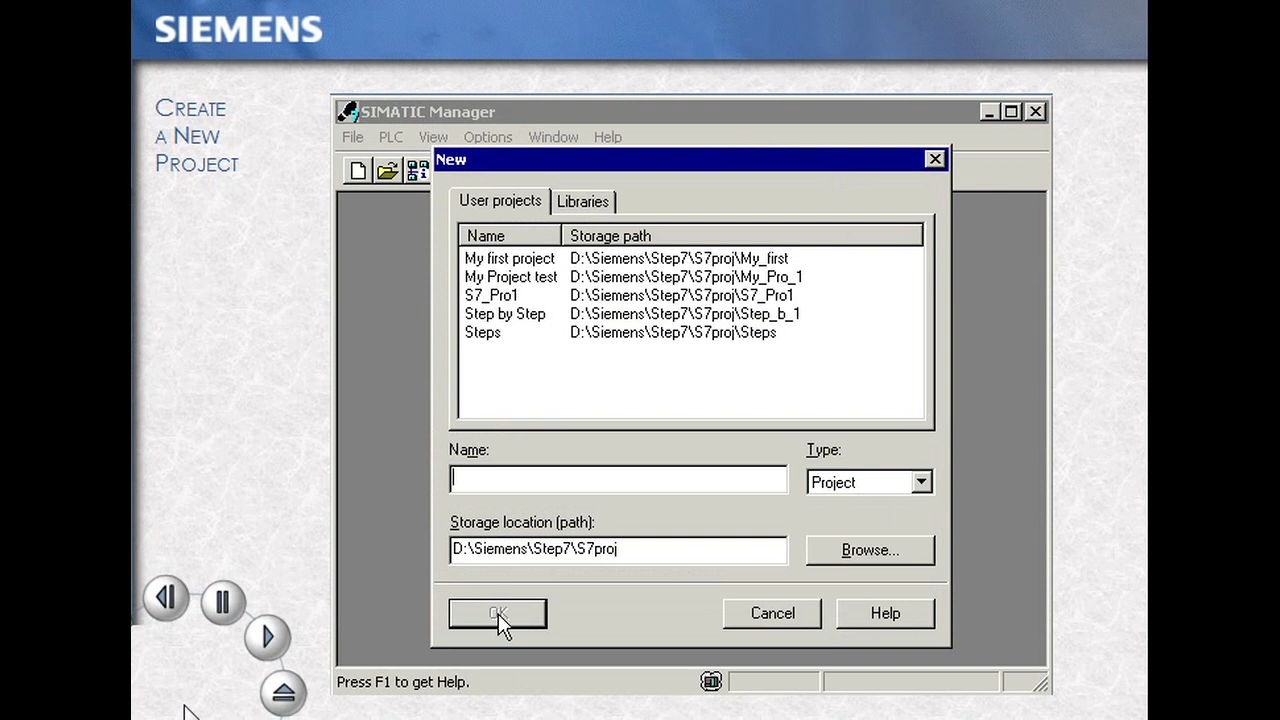 SIEMENS
CREATE
A NEW
PROJECT
SIMATIC Manager
File PLC View Options Window Help
New
User projects Libraries
Name Storage path
My first project D:\Siemens\Step7\S7proj\My_first
My Project test D:\Siemens\Step7\S7proj\My_Pro_1
S7_Pro1 D:\Siemens\Step7\S7proj\S7_Pro1
Step by Step D:\Siemens\Step7\S7proj\Step_b_1
Steps D:\Siemens\Step7\S7proj\Steps
Name: Type:
Project
Storage location (path):
D:\Siemens\Step7\S7proj Browse...
OK Cancel Help
Press F1 to get Help.